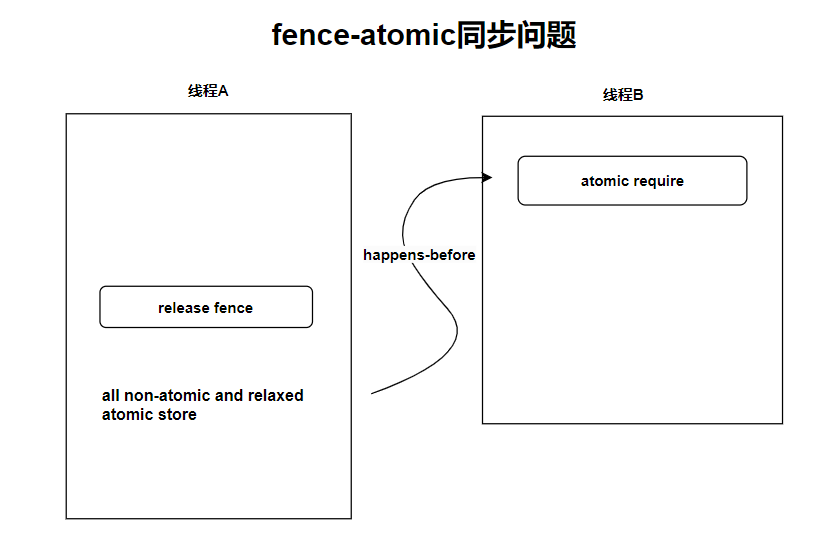 fence-atomic同步问题
线程A
线程B
atomic require
happens-before
release fence
all non-atomic and relaxed
atomic store